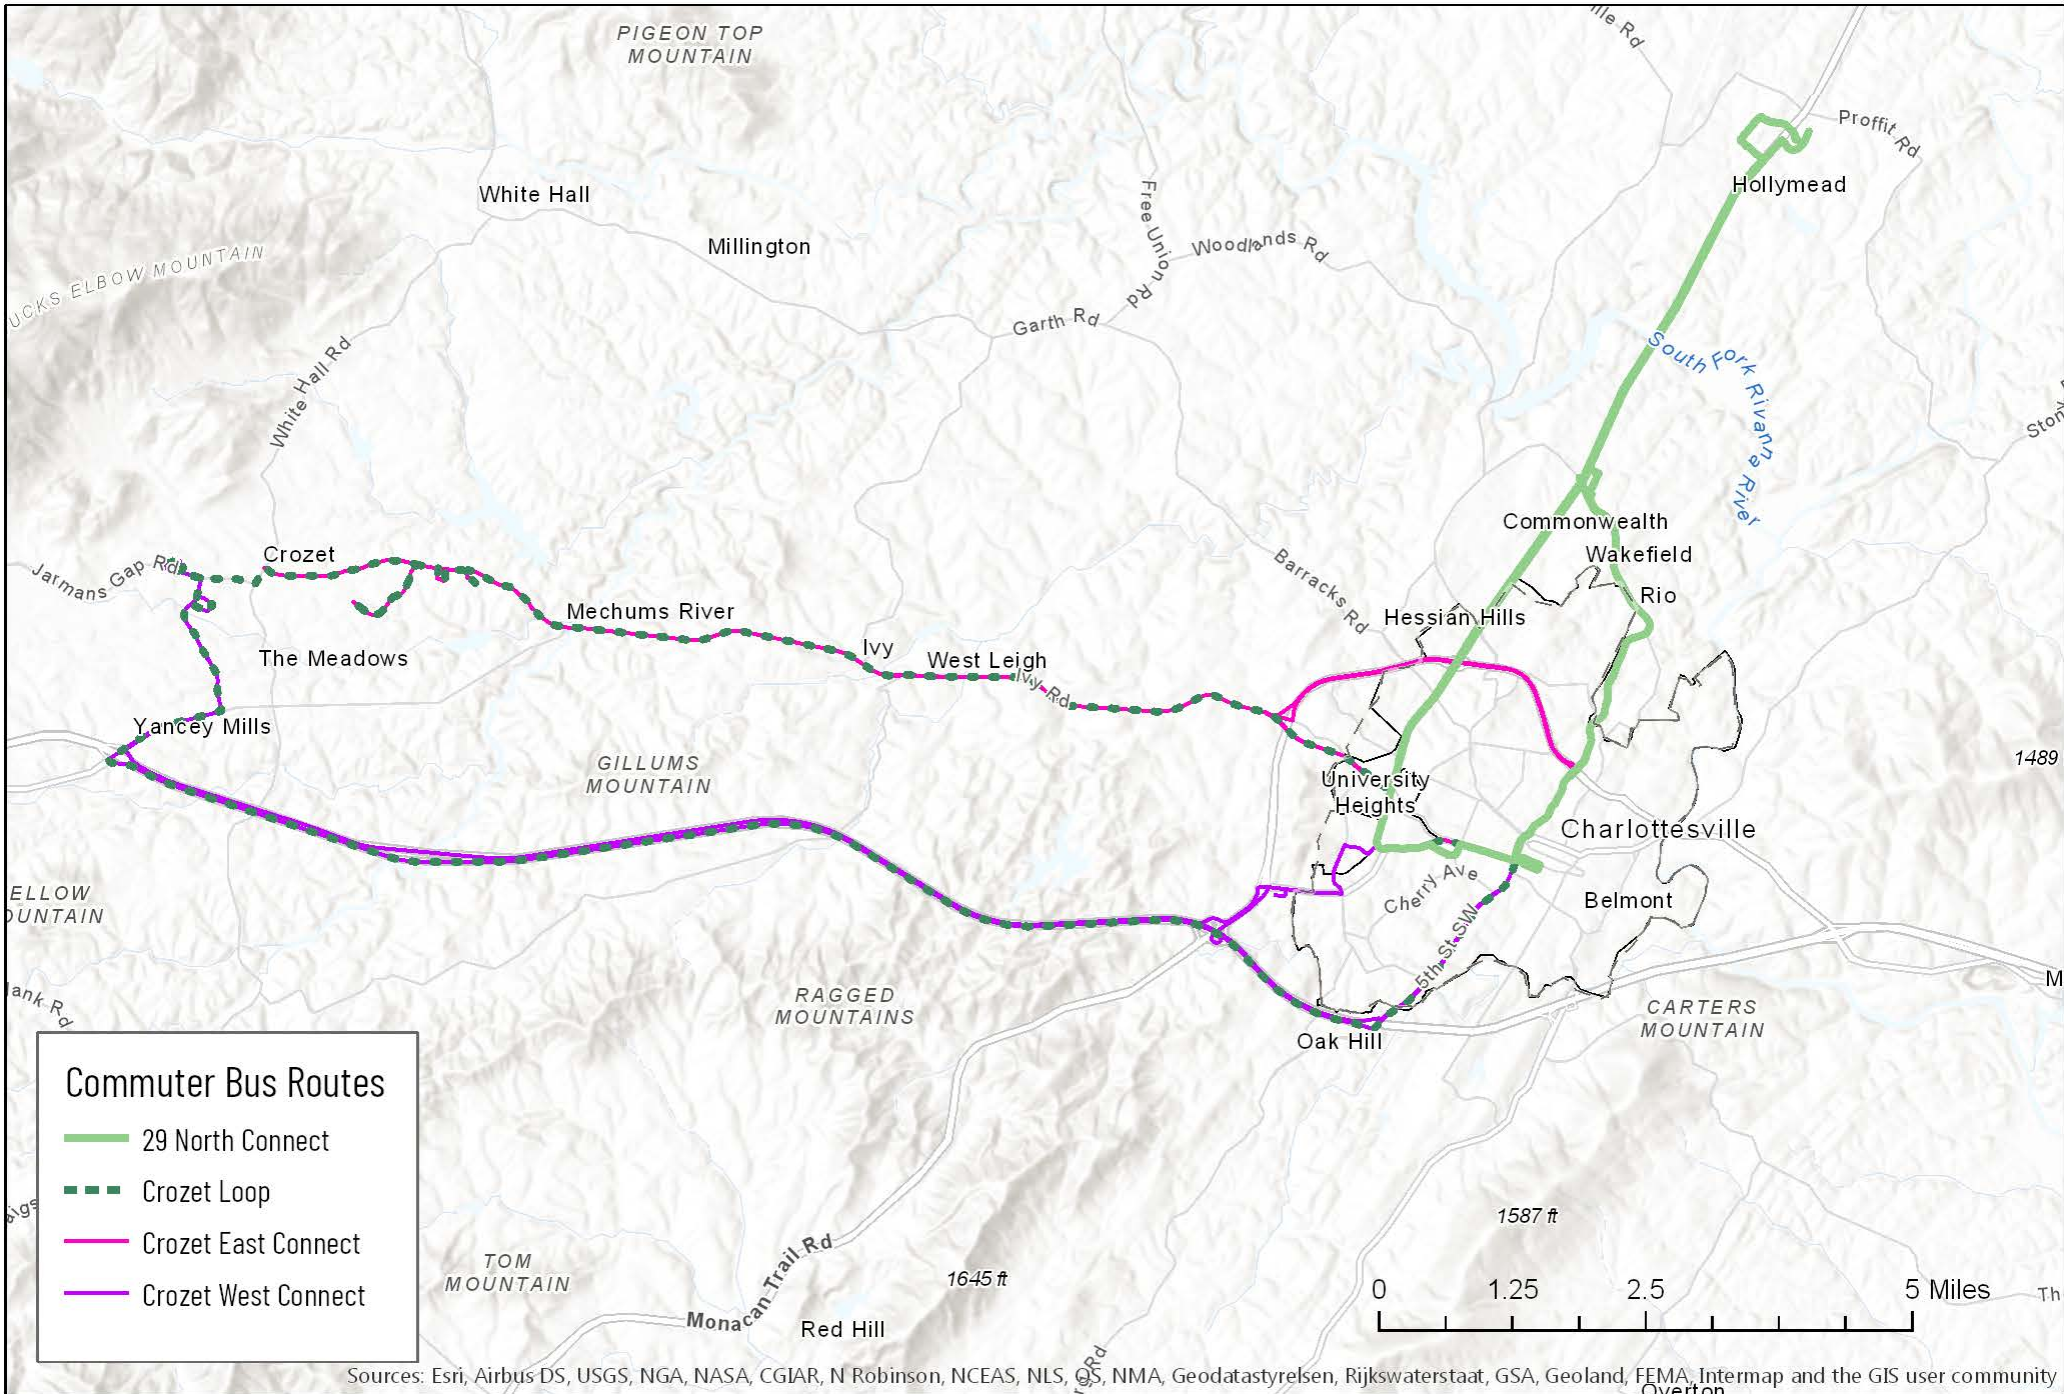 PIGEON TOP
MOUNTAIN
Proffit Rd
Hollymead
White Hall
Millington
Free Union Rd
Woodlands Rd
UCKS ELBOW MOUNTAIN
Garth Rd
South Fork Rivanna River
White Hall Rd
Commonwealth
Wakefield
Rio
Crozet
Jarmans Gap Rd
Barracks Rd
Mechums River
Hessian Hills
Ivy
West Leigh
Ivy Rd
The Meadows
Yancey Mills
GILLUMS
MOUNTAIN
1489
University
Heights
Charlottesville
Cherry Ave
Belmont
ELLOW
OUNTAIN
5th St SW
RAGGED
MOUNTAINS
CARTERS
MOUNTAIN
Oak Hill
Commuter Bus Routes
29 North Connect
Crozet Loop
Crozet East Connect
Crozet West Connect
1587 ft
TOM
MOUNTAIN
1645 ft
Monacan Trail Rd
Red Hill
0 1.25 2.5 5 Miles
Sources: Esri, Airbus DS, USGS, NGA, NASA, CGIAR, N Robinson, NCEAS, NLS, OS, NMA, Geodatastyrelsen, Rijkswaterstaat, GSA, Geoland, FEMA, Intermap and the GIS user community
Overton